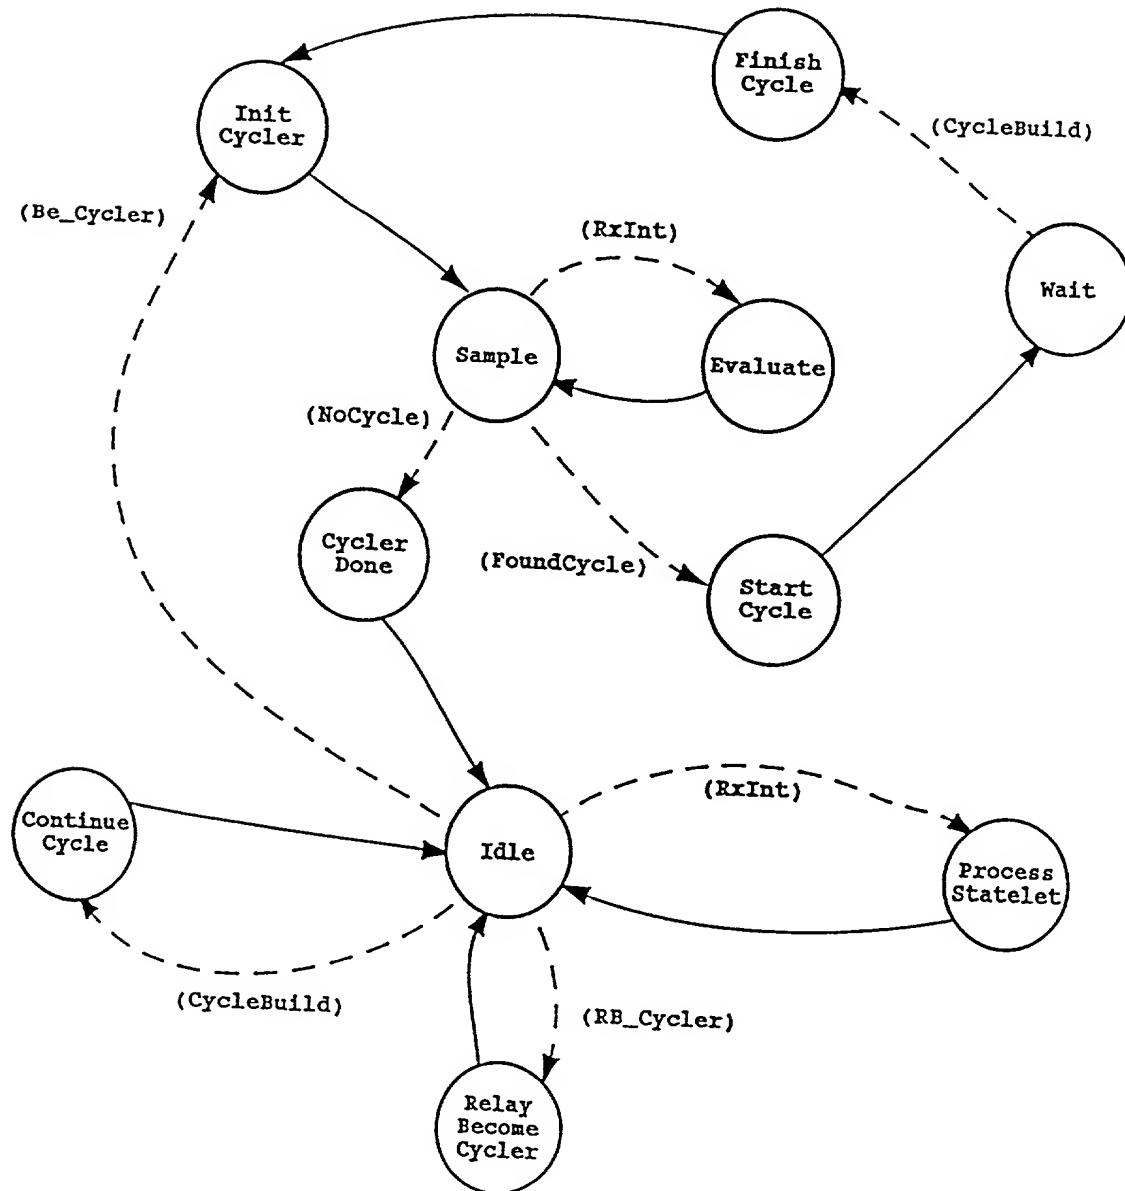 Finish
Cycle
Init
Cycler
(CycleBuild)
(Be_Cycler)
(RxInt)
Wait
Sample
Evaluate
(NoCycle)
Cycler
Done
(FoundCycle)
Start
Cycle
(RxInt)
Continue
Cycle
Idle
Process
Statelet
(CycleBuild)
(RB_Cycler)
Relay
Become
Cycler